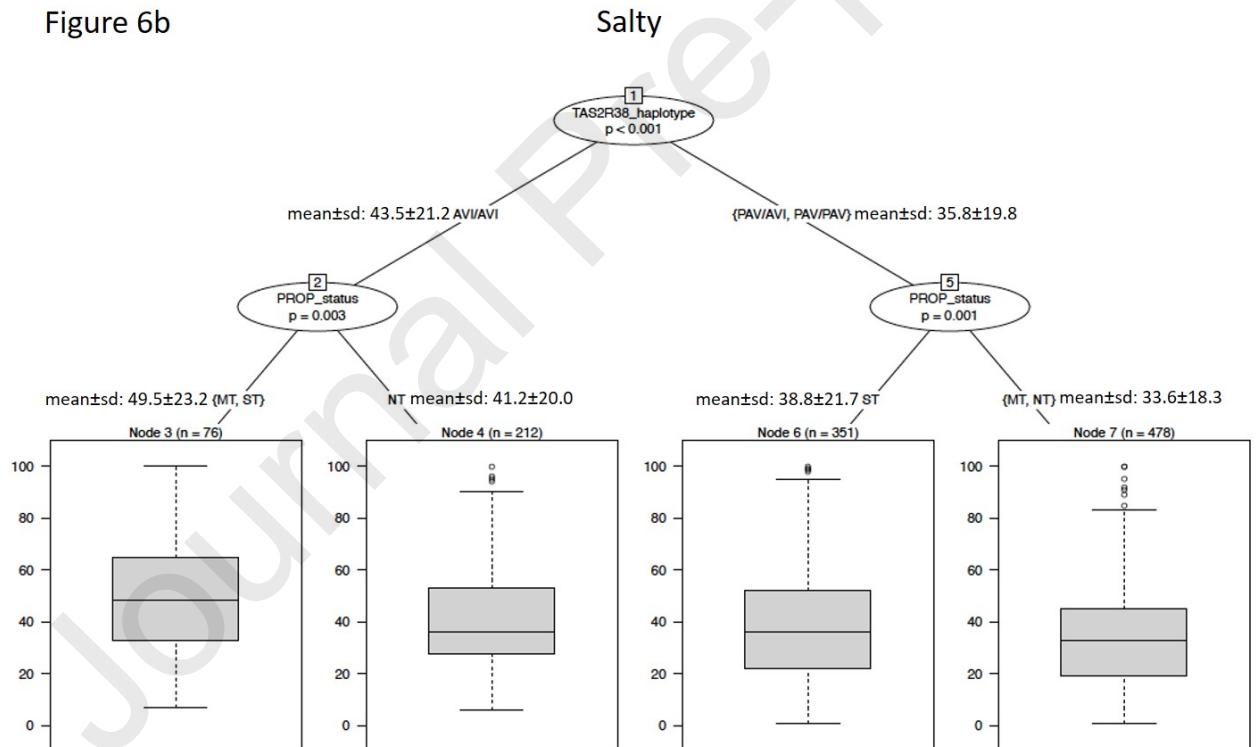 Figure 6b
Salty
1
TAS2R38_haplotype
p < 0.001
mean±sd: 43.5±21.2 AVI/AVI
{PAV/AVI, PAV/PAV} mean±sd: 35.8±19.8
2
PROP_status
p = 0.003
5
PROP_status
p = 0.001
mean±sd: 49.5±23.2 {MT, ST}
NT mean±sd: 41.2±20.0
mean±sd: 38.8±21.7 ST
{MT, NT} mean±sd: 33.6±18.3
Node 3 (n = 76)
100
80
60
40
20
0
Node 4 (n = 212)
100
80
60
40
20
0
Node 6 (n = 351)
100
80
60
40
20
0
Node 7 (n = 478)
100
80
60
40
20
0
Journal Pre-